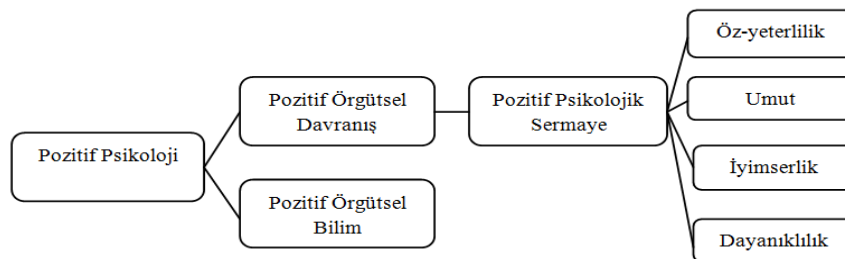 Pozitif Psikoloji
Pozitif Örgütsel
Davranış
Pozitif Örgütsel
Bilim
Pozitif Psikolojik
Sermaye
Öz-yeterlilik
Umut
İyimserlik
Dayanıklılık